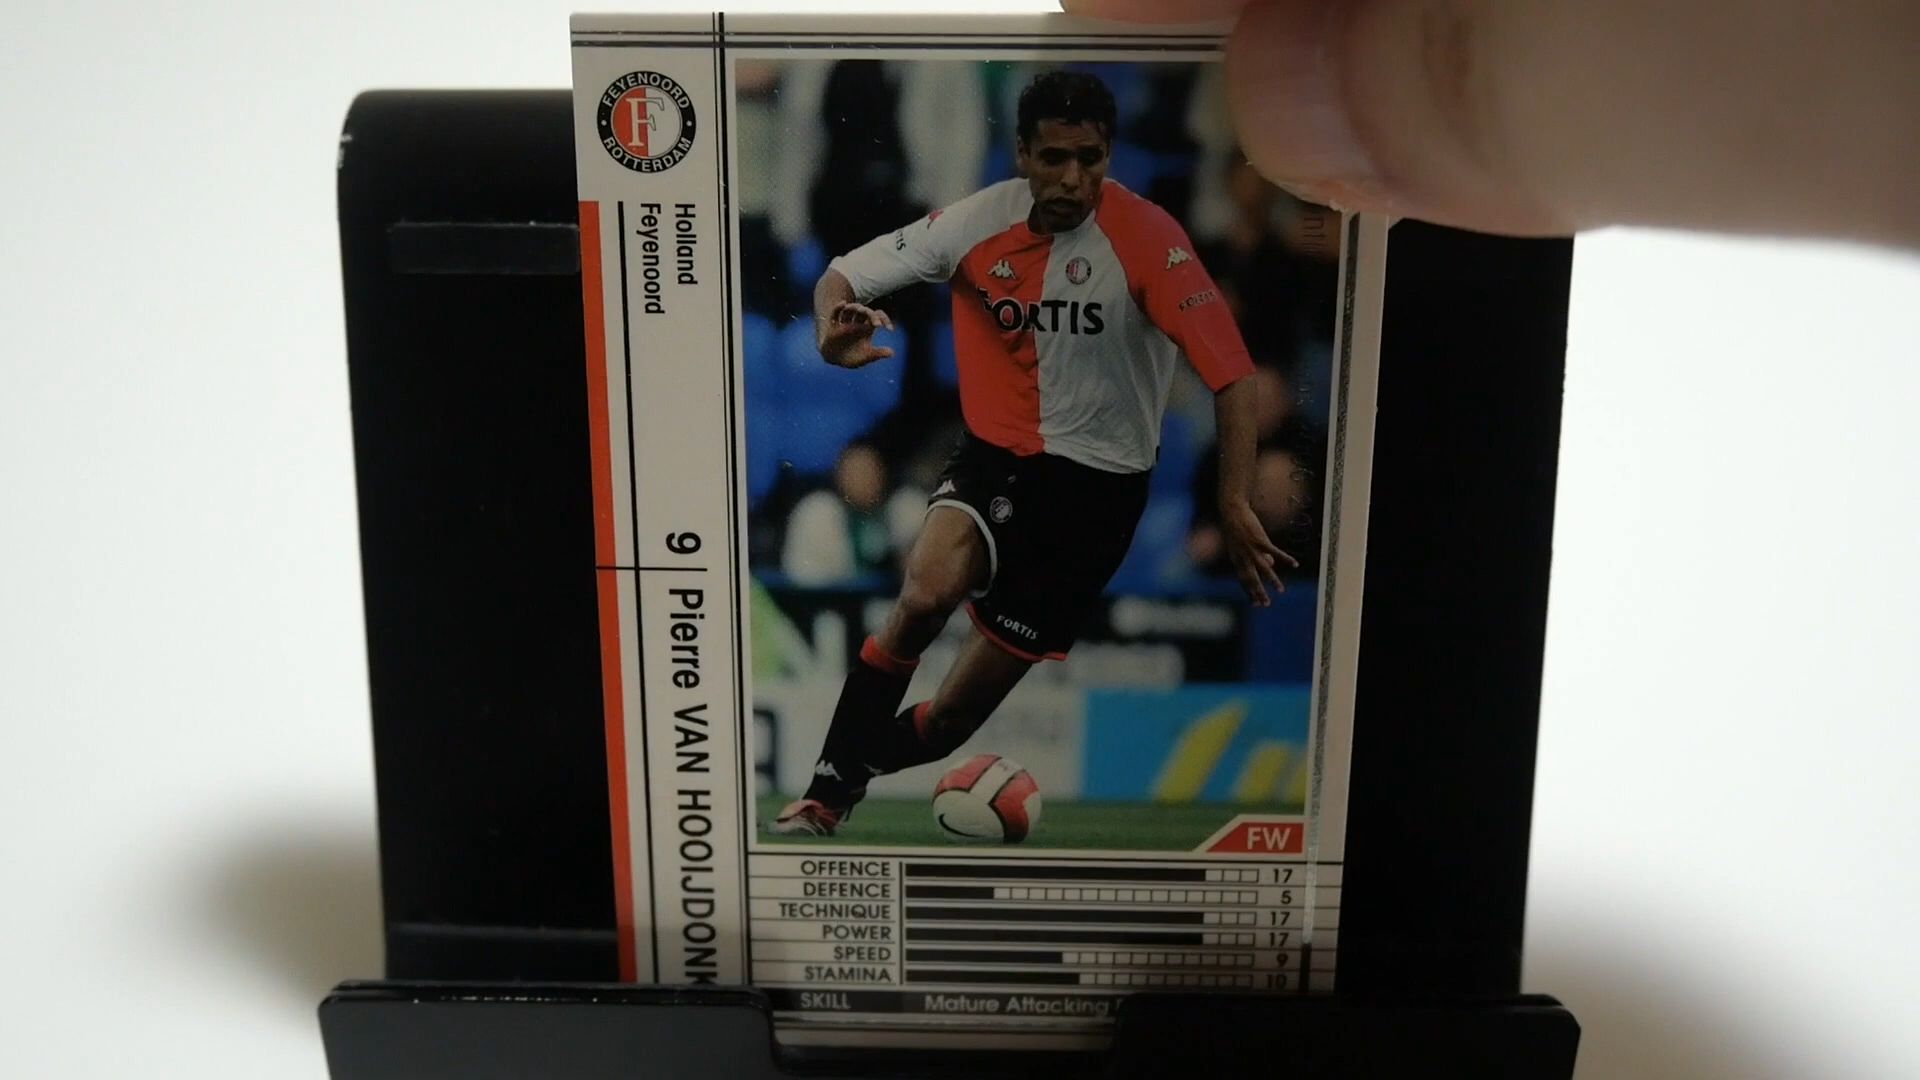 FEYENOORD
ROTTERDAM
Holland
Feyenoord
9 Pierre VAN HOOIJDONK
FORTIS
FORTIS
FORTIS
FW
OFFENCE 17
DEFENCE 5
TECHNIQUE 17
POWER 17
SPEED 9
STAMINA 10
SKILL Mature Attacking